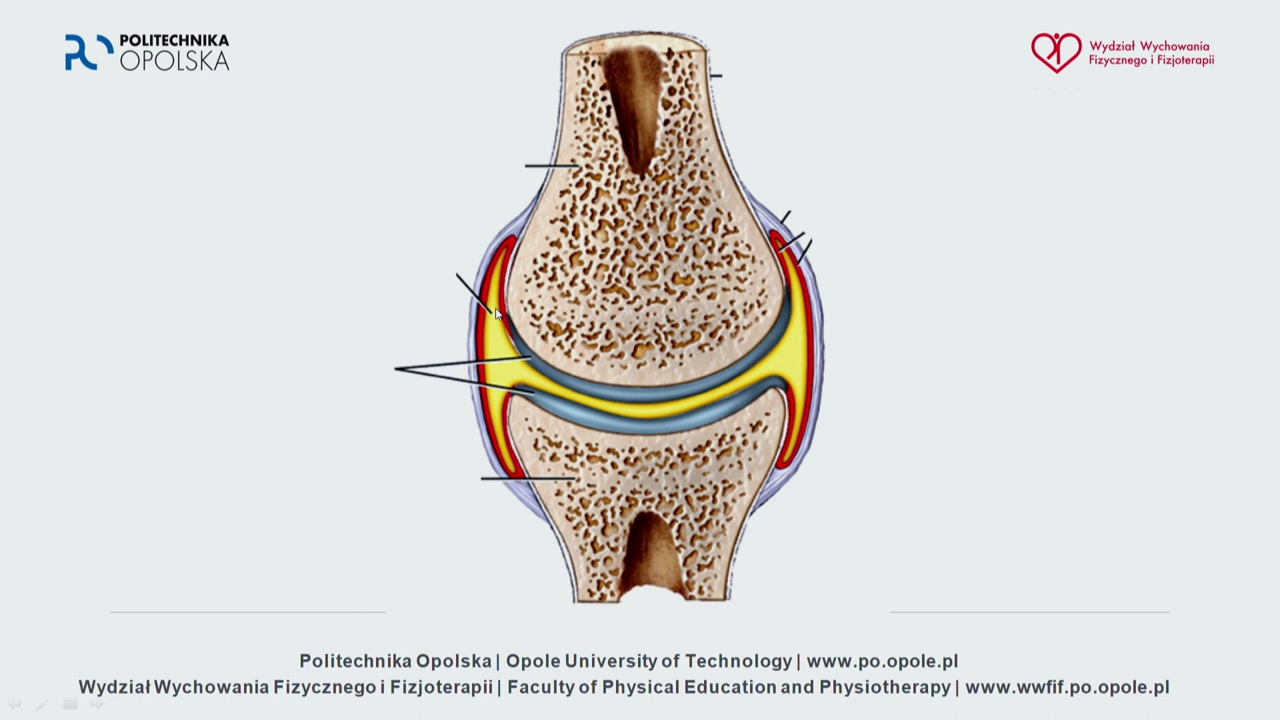 POLITECHNIKA
OPOLSKA
Wydział Wychowania
Fizycznego i Fizjoterapii
Politechnika Opolska | Opole University of Technology | www.po.opole.pl
Wydział Wychowania Fizycznego i Fizjoterapii | Faculty of Physical Education and Physiotherapy | www.wwfif.po.opole.pl